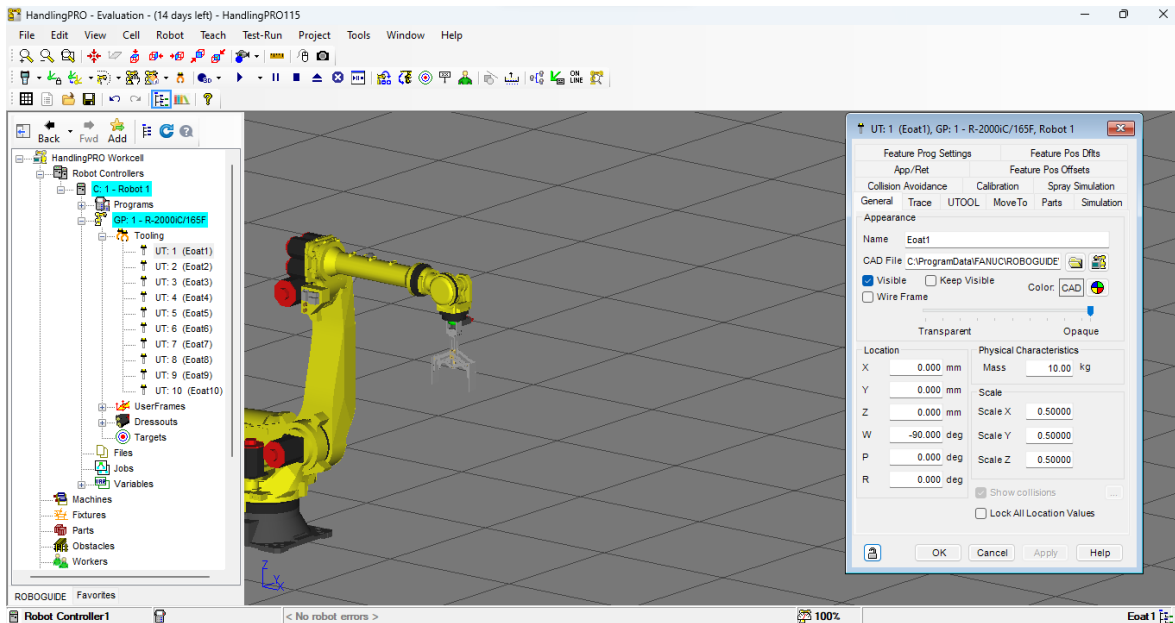 HandlingPRO - Evaluation - (14 days left) - HandlingPRO115
File Edit View Cell Robot Teach Test-Run Project Tools Window Help
3D
ON LINE
Back Fwd Add
HandlingPRO Workcell
Robot Controllers
C: 1 - Robot 1
Programs
GP: 1 - R-2000iC/165F
Tooling
UT: 1 (Eoat1)
UT: 2 (Eoat2)
UT: 3 (Eoat3)
UT: 4 (Eoat4)
UT: 5 (Eoat5)
UT: 6 (Eoat6)
UT: 7 (Eoat7)
UT: 8 (Eoat8)
UT: 9 (Eoat9)
UT: 10 (Eoat10)
UserFrames
Dressouts
Targets
Files
Jobs
Variables
Machines
Fixtures
Parts
Obstacles
Workers
ROBOGUIDE Favorites
Z
X
UT: 1 (Eoat1), GP: 1 - R-2000iC/165F, Robot 1
Feature Prog Settings Feature Pos Dflts
App/Ret Feature Pos Offsets
Collision Avoidance Calibration Spray Simulation
General Trace UTOOL MoveTo Parts Simulation
Appearance
Name Eoat1
CAD File C:\ProgramData\FANUC\ROBOGUIDE\
Visible Keep Visible Color: CAD
Wire Frame
Transparent Opaque
Location Physical Characteristics
X 0.000 mm Mass 10.00 kg
Y 0.000 mm Scale
Z 0.000 mm Scale X 0.50000
W -90.000 deg Scale Y 0.50000
P 0.000 deg Scale Z 0.50000
R 0.000 deg
Show collisions ...
Lock All Location Values
OK Cancel Apply Help
Robot Controller1 < No robot errors > 100% Eoat1